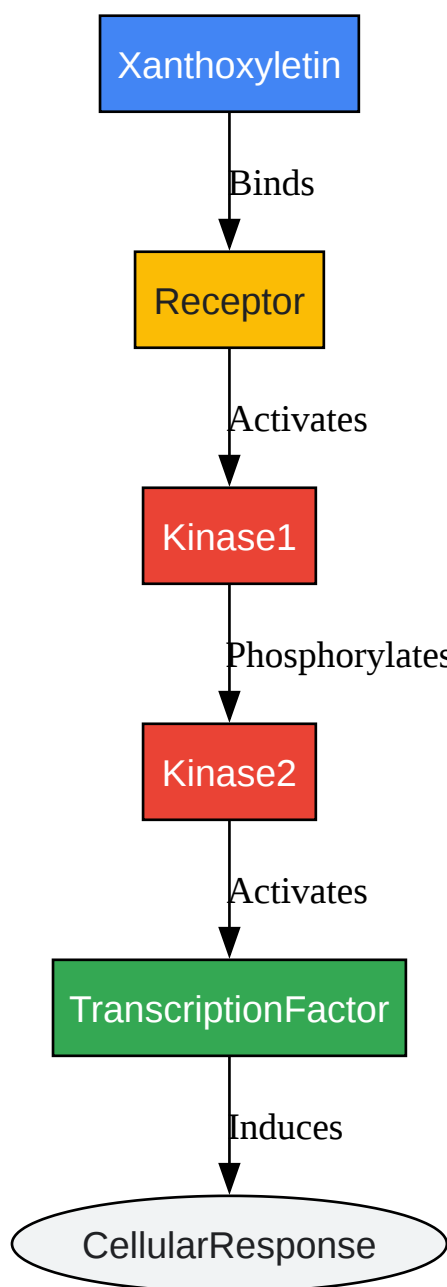 Xanthoxyletin
Binds
Receptor
Activates
Kinase1
Phosphorylates
Kinase2
Activates
TranscriptionFactor
Induces
CellularResponse